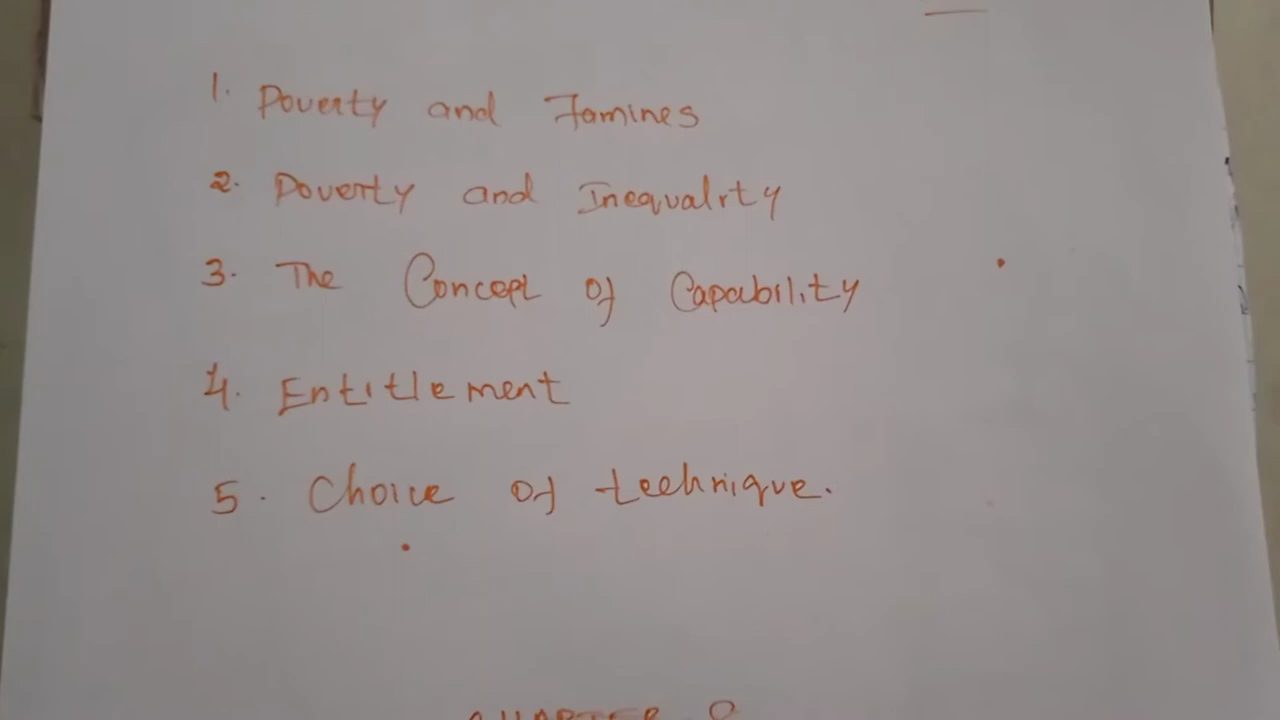 1. Poverty and Famines
2. Poverty and Inequality
3. The Concept of Capability
4. Entitlement
5. Choice of technique.
CHAPTER